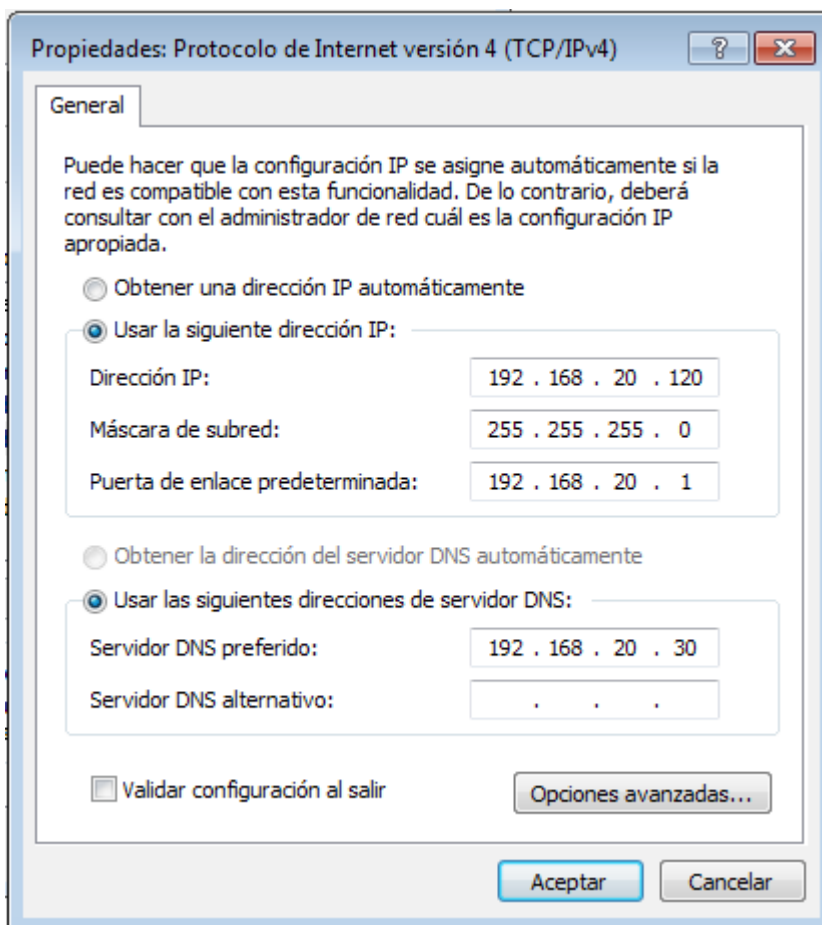 Propiedades: Protocolo de Internet versión 4 (TCP/IPv4)
General
Puede hacer que la configuración IP se asigne automáticamente si la
red es compatible con esta funcionalidad. De lo contrario, deberá
consultar con el administrador de red cuál es la configuración IP
apropiada.
Obtener una dirección IP automáticamente
Usar la siguiente dirección IP:
Dirección IP: 192 . 168 . 20 . 120
Máscara de subred: 255 . 255 . 255 . 0
Puerta de enlace predeterminada: 192 . 168 . 20 . 1
Obtener la dirección del servidor DNS automáticamente
Usar las siguientes direcciones de servidor DNS:
Servidor DNS preferido: 192 . 168 . 20 . 30
Servidor DNS alternativo: . . .
Validar configuración al salir Opciones avanzadas...
Aceptar Cancelar